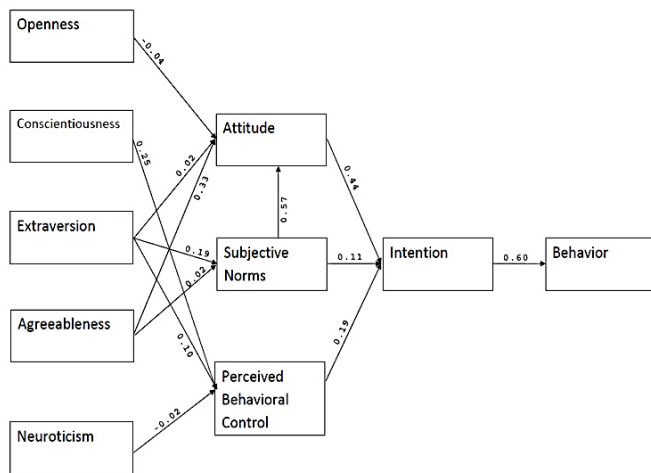 Openness
-0.04
Conscientiousness
Attitude
0.25
0.02
0.33
0.44
0.57
Extraversion
0.19
Subjective
Norms
0.11
Intention
0.60
Behavior
0.02
Agreeableness
0.10
0.19
Perceived
Behavioral
Control
-0.02
Neuroticism